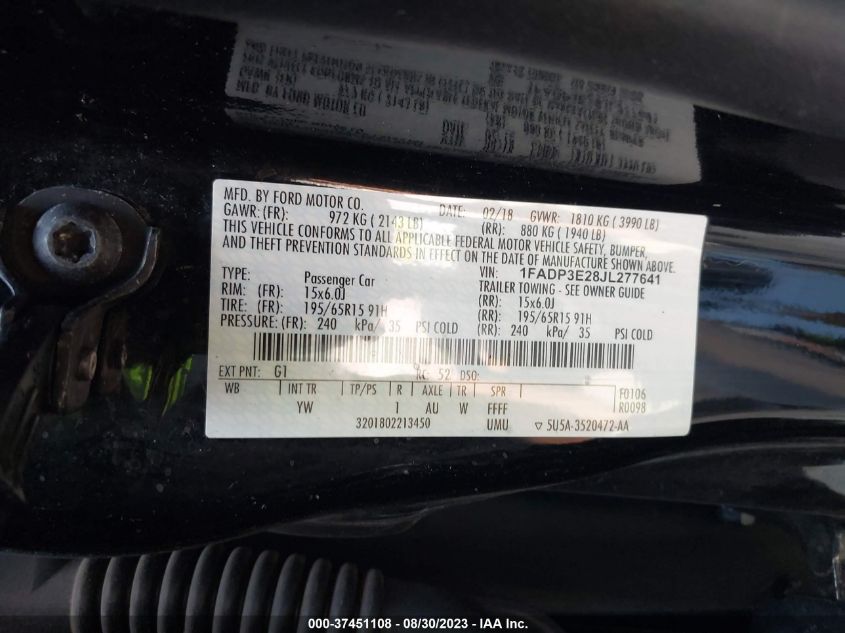 MFD. BY FORD MOTOR CO.
DATE: 02/18 GVWR: 1810 KG ( 3990 LB)
GAWR: (FR): 972 KG ( 2143 LB) (RR): 880 KG ( 1940 LB)
THIS VEHICLE CONFORMS TO ALL APPLICABLE FEDERAL MOTOR VEHICLE SAFETY, BUMPER,
AND THEFT PREVENTION STANDARDS IN EFFECT ON THE DATE OF MANUFACTURE SHOWN ABOVE.
VIN: 1FADP3E28JL277641
TYPE: Passenger Car TRAILER TOWING - SEE OWNER GUIDE
RIM: (FR): 15x6.0J (RR): 15x6.0J
TIRE: (FR): 195/65R15 91H (RR): 195/65R15 91H
PRESSURE: (FR): 240 kPa/ 35 PSI COLD (RR): 240 kPa/ 35 PSI COLD
EXT PNT: G1 RC: 52 DSO:
WB INT TR TP/PS R AXLE TR SPR F0106
YW 1 AU W FFFF R0098
3201802213450 UMU ▽ 5U5A-3520472-AA
000-37451108 - 08/30/2023 - IAA Inc.